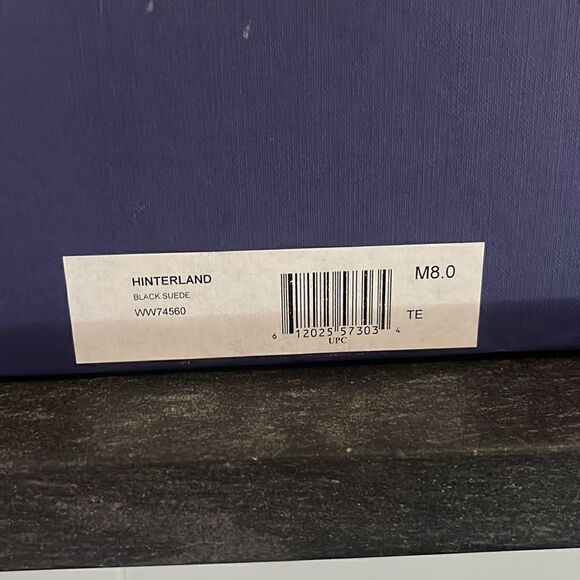 HINTERLAND
BLACK SUEDE
WW74560
6 12025 57303 4
UPC
M8.0
TE